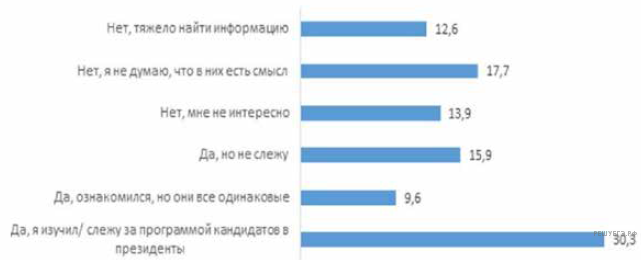 Нет, тяжело найти информацию
12,6
Нет, я не думаю, что в них есть смысл
17,7
Нет, мне не интересно
13,9
Да, но не слежу
15,9
Да, ознакомился, но они все одинаковые
9,6
Да, я изучил/ слежу за программой кандидатов в
президенты
30,3
РЕШУЕГЭ.РФ